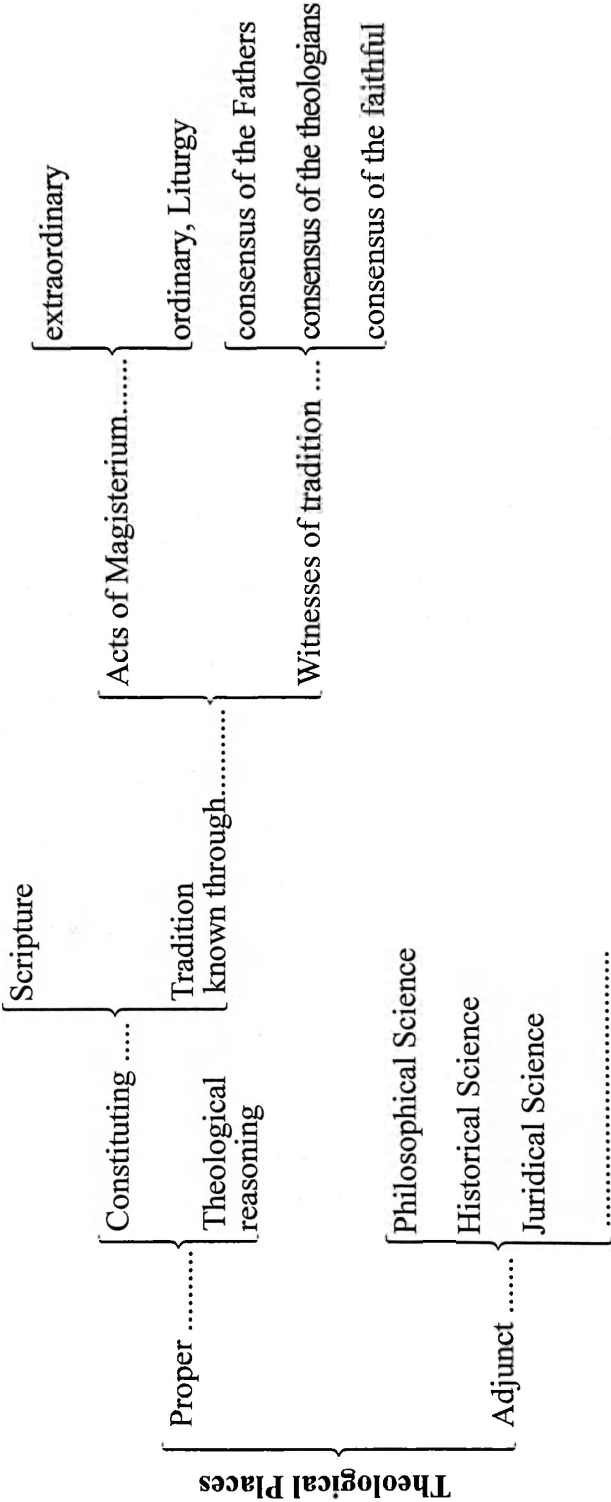 Theological Places
Proper ..........
Constituting .....
Scripture
Tradition
known through...........
Acts of Magisterium.......
extraordinary
ordinary, Liturgy
Witnesses of tradition ....
consensus of the Fathers
consensus of the theologians
consensus of the faithful
Theological
reasoning
Adjunct .......
Philosophical Science
Historical Science
Juridical Science
....................................